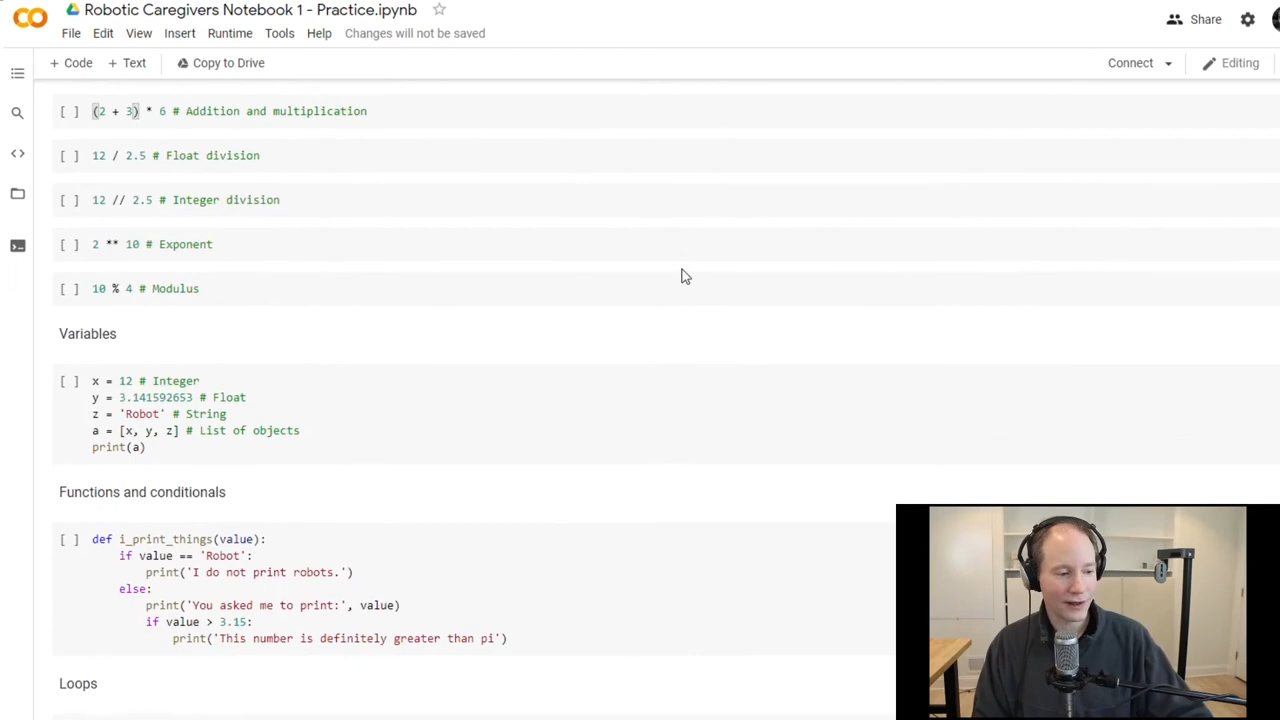 Robotic Caregivers Notebook 1 - Practice.ipynb
File Edit View Insert Runtime Tools Help Changes will not be saved
Share
+ Code + Text Copy to Drive
Connect
Editing
[ ] (2 + 3) * 6 # Addition and multiplication
[ ] 12 / 2.5 # Float division
[ ] 12 // 2.5 # Integer division
[ ] 2 ** 10 # Exponent
[ ] 10 % 4 # Modulus
Variables
[ ] x = 12 # Integer
y = 3.141592653 # Float
z = 'Robot' # String
a = [x, y, z] # List of objects
print(a)
Functions and conditionals
[ ] def i_print_things(value):
if value == 'Robot':
print('I do not print robots.')
else:
print('You asked me to print:', value)
if value > 3.15:
print('This number is definitely greater than pi')
Loops